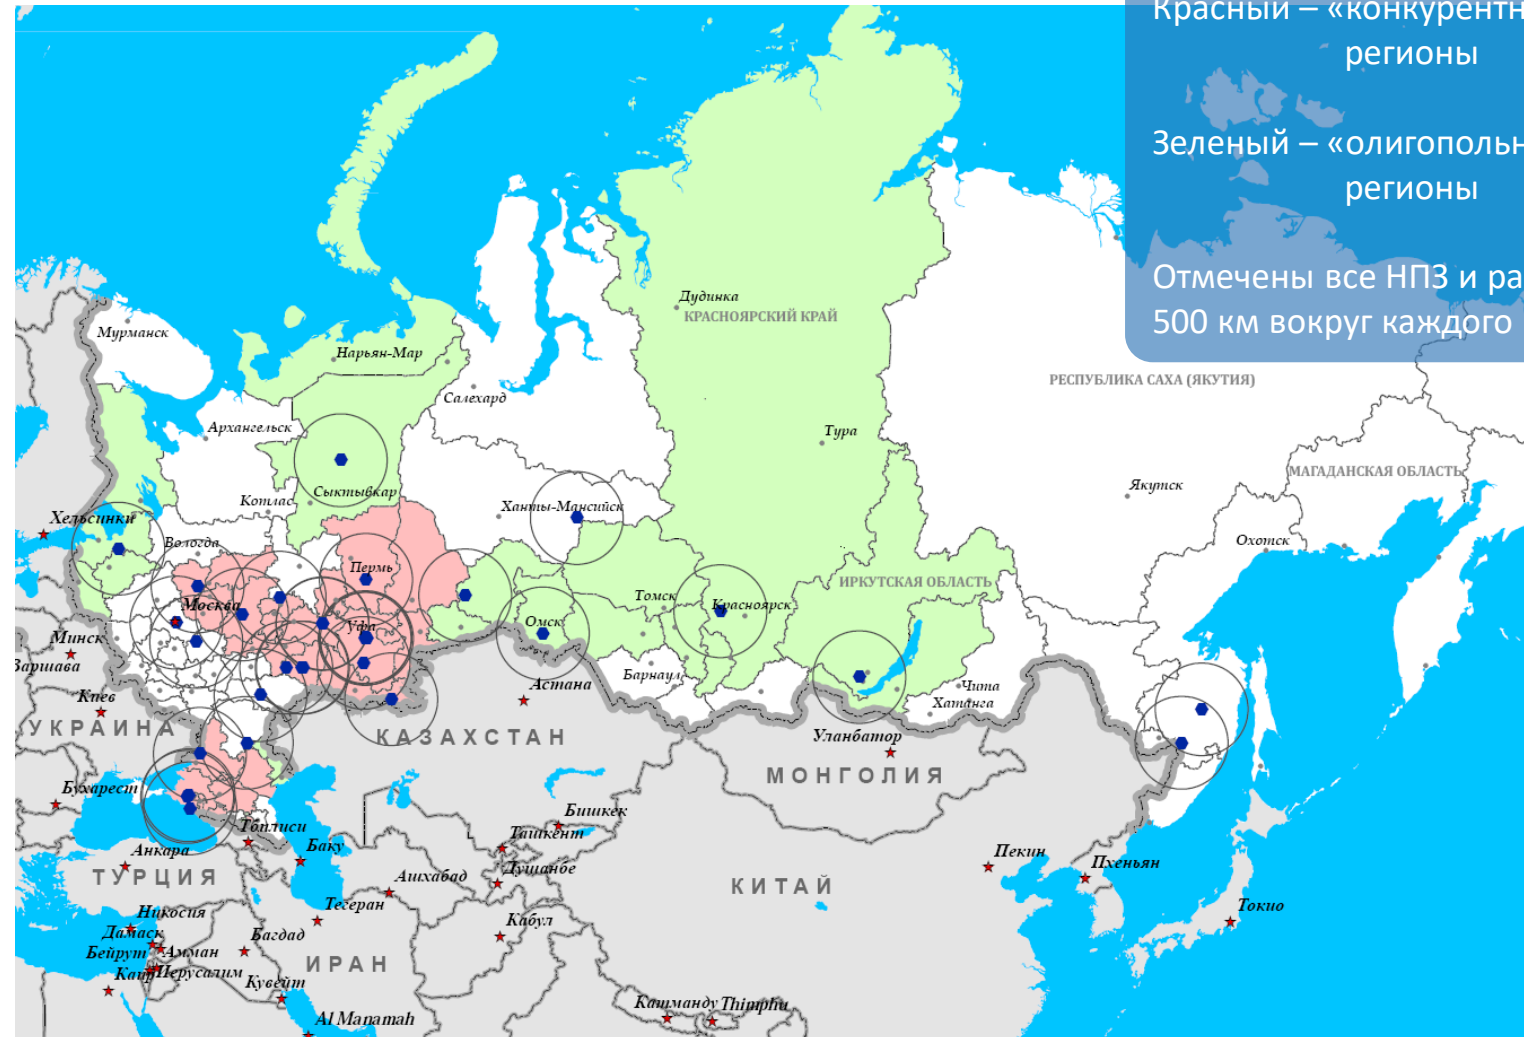 Красный – «конкурентн
регионы
Зеленый – «олигопольн
регионы
Отмечены все НПЗ и ра
500 км вокруг каждого
Дудинка
КРАСНОЯРСКИЙ КРАЙ
Мурманск
Нарьян-Мар
РЕСПУБЛИКА САХА (ЯКУТИЯ)
Салехард
Архангельск
Тура
МАГАДАНСКАЯ ОБЛАСТЬ
Якутск
Котлас
Сыктывкар
Ханты-Мансийск
Хельсинки
Вологда
Охотск
Пермь
ИРКУТСКАЯ ОБЛАСТЬ
Томск
Красноярск
Москва
Уфа
Омск
Минск
Варшава
Барнаул
Астана
Чита
Хатанга
Киев
УКРАИНА
КАЗАХСТАН
Уланбатор
МОНГОЛИЯ
Бухарест
Бишкек
Тбилиси
Ташкент
Баку
Анкара
Пекин
Пхеньян
ТУРЦИЯ
Ашхабад
Душанбе
КИТАЙ
Тегеран
Токио
Никосия
Кабул
Дамаск
Багдад
Бейрут
Амман
ИРАН
Каир
Иерусалим
Кувейт
Катманду
Thimphu
Al Manamah